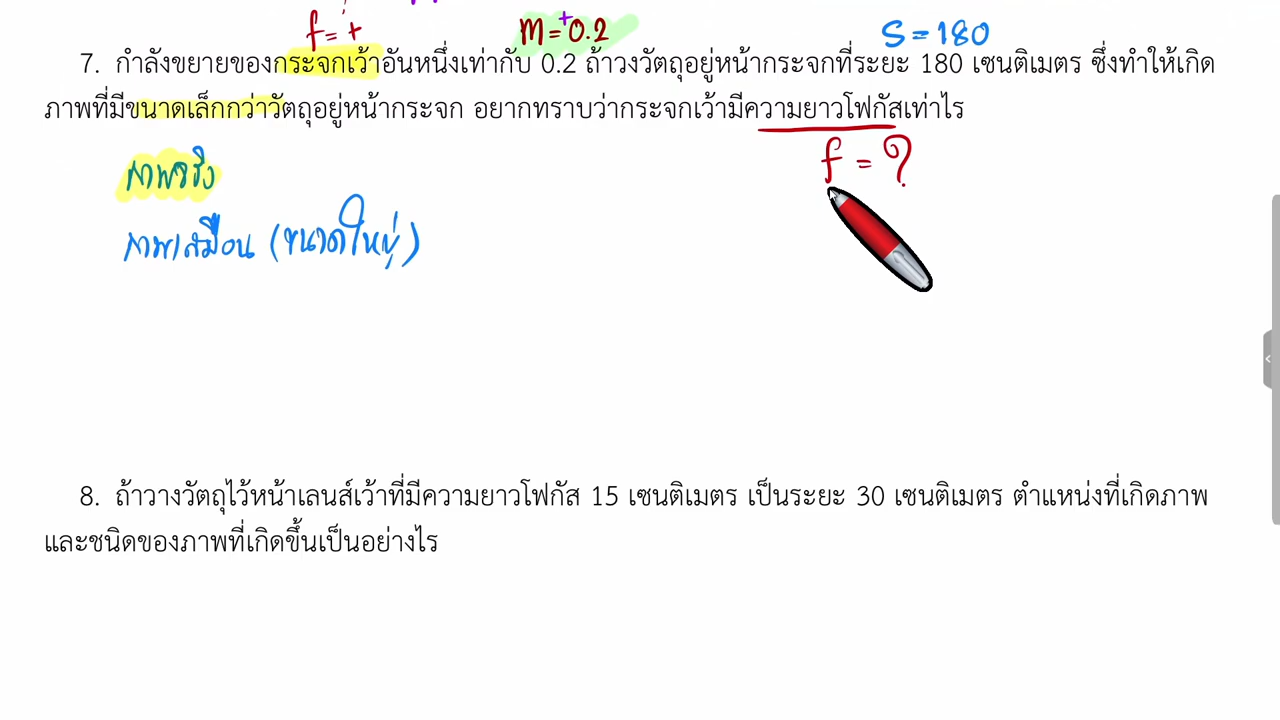 f = + m = +0.2 S = 180
7. กำลังขยายของกระจกเว้าอันหนึ่งเท่ากับ 0.2 ถ้าวงวัตถุอยู่หน้ากระจกที่ระยะ 180 เซนติเมตร ซึ่งทำให้เกิด
ภาพที่มีขนาดเล็กกว่าวัตถุอยู่หน้ากระจก อยากทราบว่ากระจกเว้ามีความยาวโฟกัสเท่าไร
f = ?
ภาพจริง
ภาพเสมือน (ขนาดใหญ่)
8. ถ้าวางวัตถุไว้หน้าเลนส์เว้าที่มีความยาวโฟกัส 15 เซนติเมตร เป็นระยะ 30 เซนติเมตร ตำแหน่งที่เกิดภาพ
และชนิดของภาพที่เกิดขึ้นเป็นอย่างไร